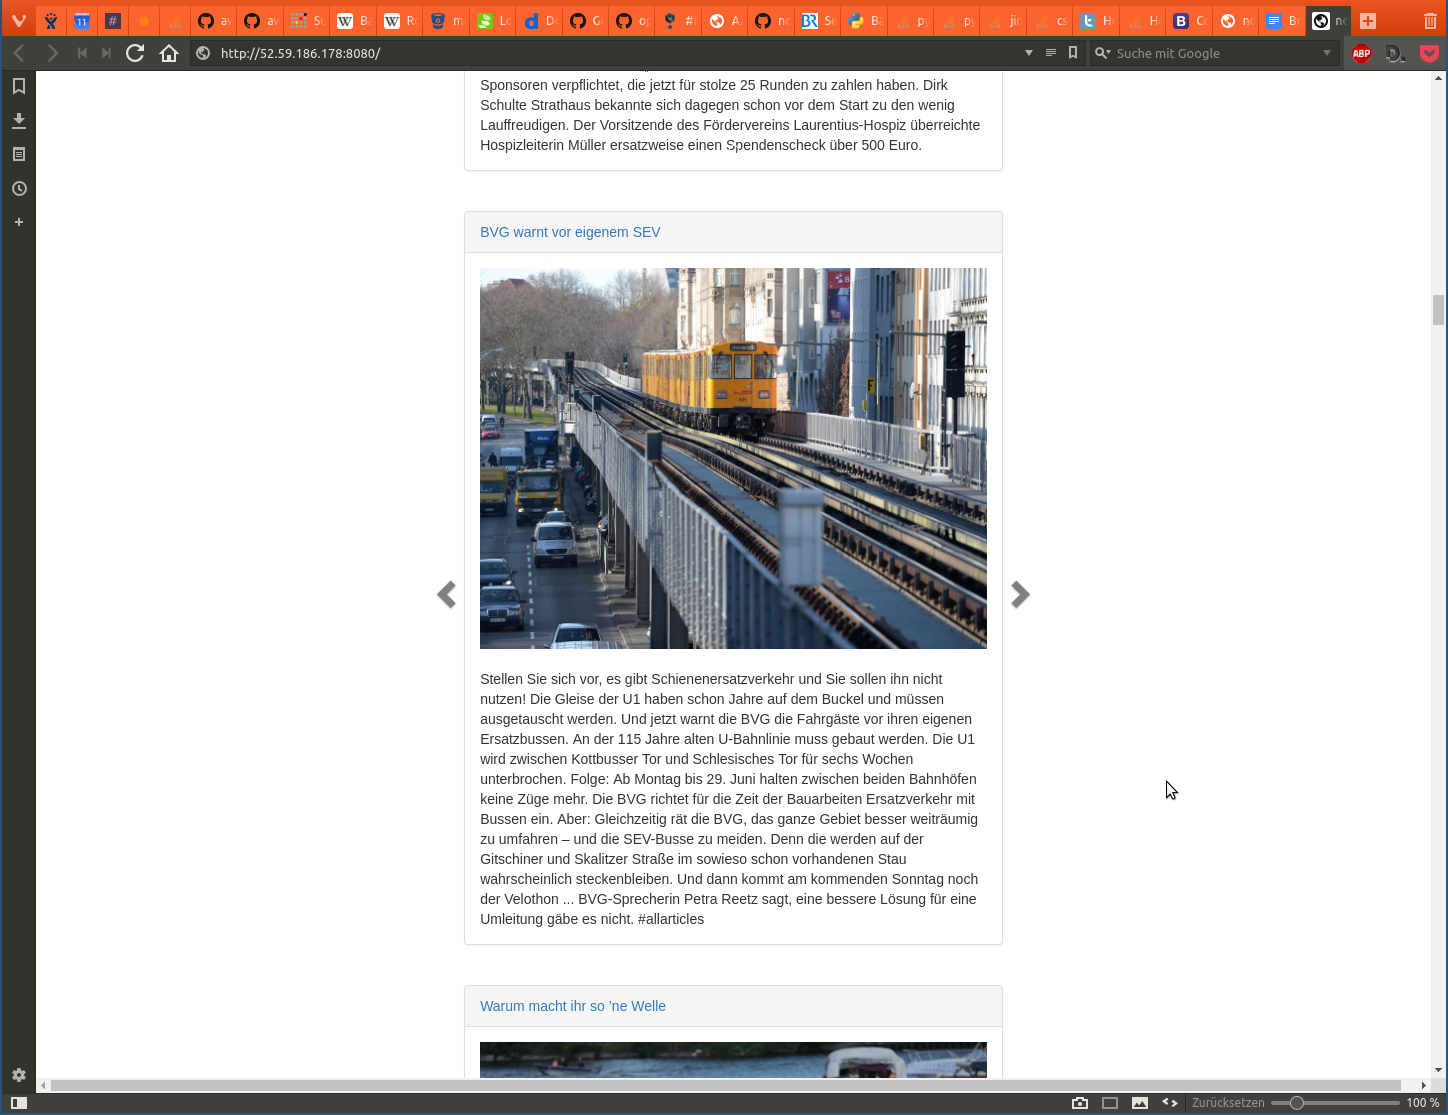 http://52.59.186.178:8080/
Suche mit Google
ABP
Sponsoren verpflichtet, die jetzt für stolze 25 Runden zu zahlen haben. Dirk
Schulte Strathaus bekannte sich dagegen schon vor dem Start zu den wenig
Lauffreudigen. Der Vorsitzende des Fördervereins Laurentius-Hospiz überreichte
Hospizleiterin Müller ersatzweise einen Spendenscheck über 500 Euro.
BVG warnt vor eigenem SEV
Stellen Sie sich vor, es gibt Schienenersatzverkehr und Sie sollen ihn nicht
nutzen! Die Gleise der U1 haben schon Jahre auf dem Buckel und müssen
ausgetauscht werden. Und jetzt warnt die BVG die Fahrgäste vor ihren eigenen
Ersatzbussen. An der 115 Jahre alten U-Bahnlinie muss gebaut werden. Die U1
wird zwischen Kottbusser Tor und Schlesisches Tor für sechs Wochen
unterbrochen. Folge: Ab Montag bis 29. Juni halten zwischen beiden Bahnhöfen
keine Züge mehr. Die BVG richtet für die Zeit der Bauarbeiten Ersatzverkehr mit
Bussen ein. Aber: Gleichzeitig rät die BVG, das ganze Gebiet besser weiträumig
zu umfahren – und die SEV-Busse zu meiden. Denn die werden auf der
Gitschiner und Skalitzer Straße im sowieso schon vorhandenen Stau
wahrscheinlich steckenbleiben. Und dann kommt am kommenden Sonntag noch
der Velothon ... BVG-Sprecherin Petra Reetz sagt, eine bessere Lösung für eine
Umleitung gäbe es nicht. #allarticles
Warum macht ihr so 'ne Welle
Zurücksetzen
100 %